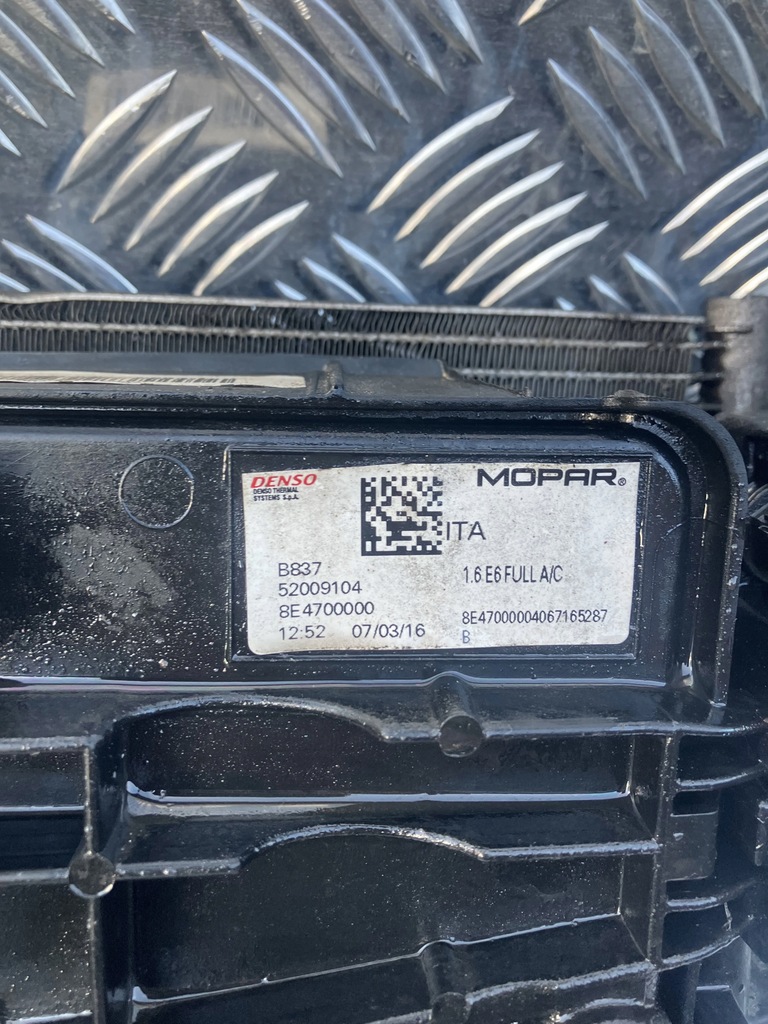 DENSO
DENSO THERMAL
SYSTEMS S.p.A.
MOPAR®
ITA
B837
52009104
1.6 E6 FULL A/C
8E4700000
12:52 07/03/16
8E47000004067165287
B